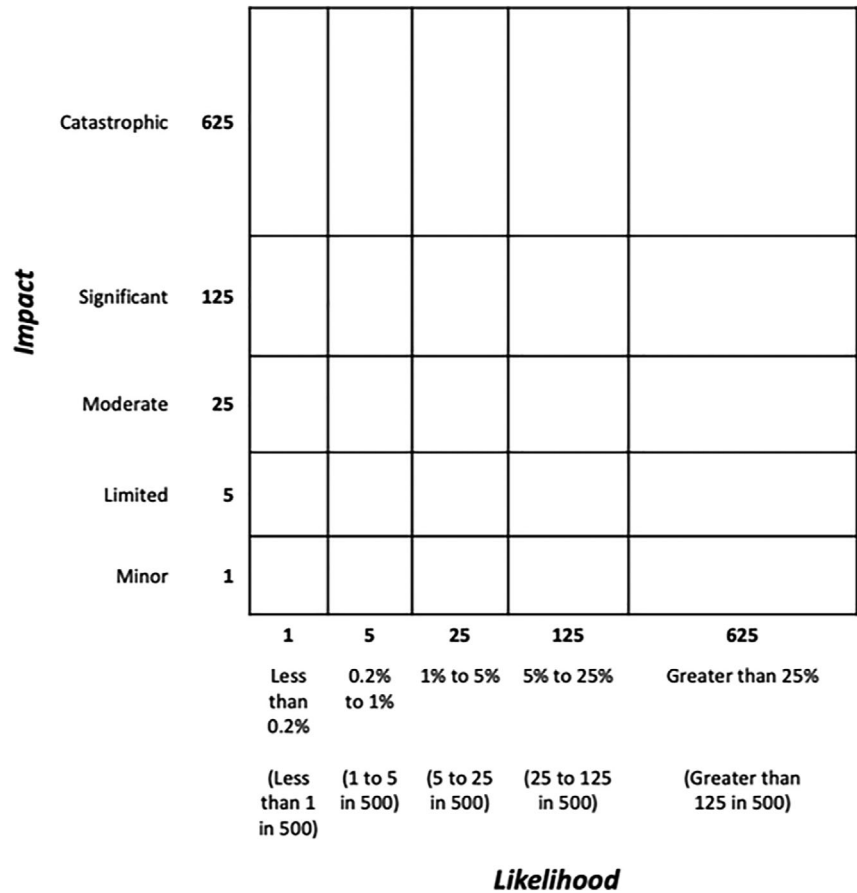 Catastrophic 625
Impact
Significant 125
Moderate 25
Limited 5
Minor 1
1 5 25 125 625
Less 0.2% 1% to 5% 5% to 25% Greater than 25%
than to 1%
0.2%
(Less (1 to 5 (5 to 25 (25 to 125 (Greater than
than 1 in 500) in 500) in 500) 125 in 500)
in 500)
Likelihood